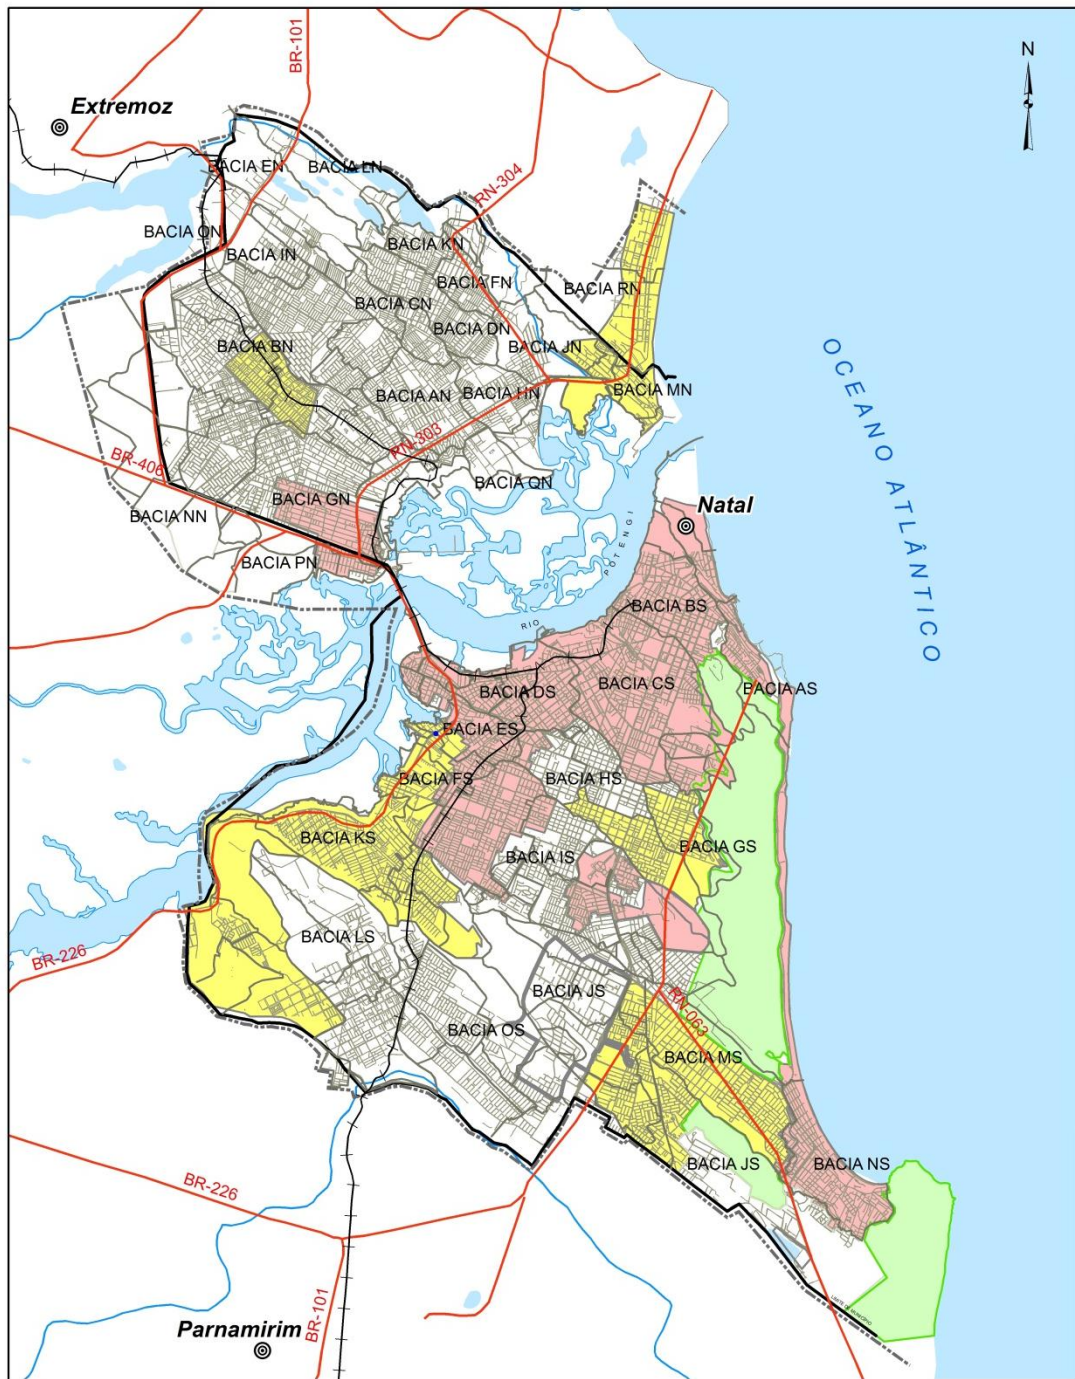 BR-101
N
Extremoz
BACIA EN
BACIA LN
RN-304
BACIA ON
BACIA IN
BACIA KN
BACIA FN
BACIA RN
BACIA CN
BACIA DN
BACIA BN
BACIA JN
OCEANO ATLÂNTICO
BACIA AN
BACIA HN
BACIA MN
RN-303
BR-406
BACIA QN
BACIA GN
BACIA NN
Natal
BACIA PN
RIO POTENGI
BACIA BS
BACIA CS
BACIA DS
BACIA AS
BACIA ES
BACIA FS
BACIA HS
BACIA KS
BACIA GS
BACIA IS
BACIA LS
BR-226
BACIA JS
RN-063
BACIA OS
BACIA MS
BACIA JS
BACIA NS
BR-226
LIMITE DE MUNICÍPIO
BR-101
Parnamirim